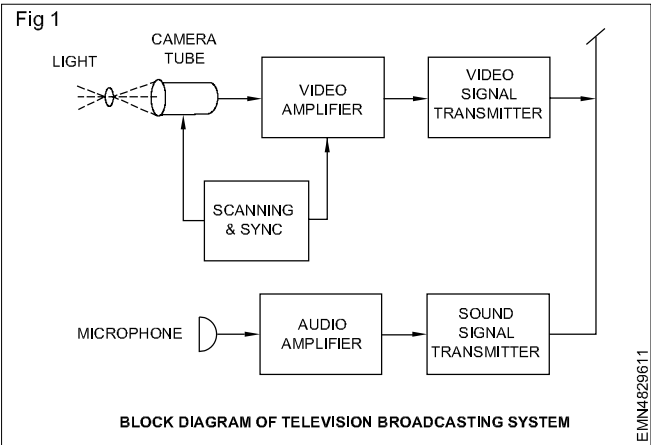 Fig 1
LIGHT
CAMERA
TUBE
VIDEO
AMPLIFIER
VIDEO
SIGNAL
TRANSMITTER
SCANNING
& SYNC
MICROPHONE
AUDIO
AMPLIFIER
SOUND
SIGNAL
TRANSMITTER
BLOCK DIAGRAM OF TELEVISION BROADCASTING SYSTEM
EMN4829611